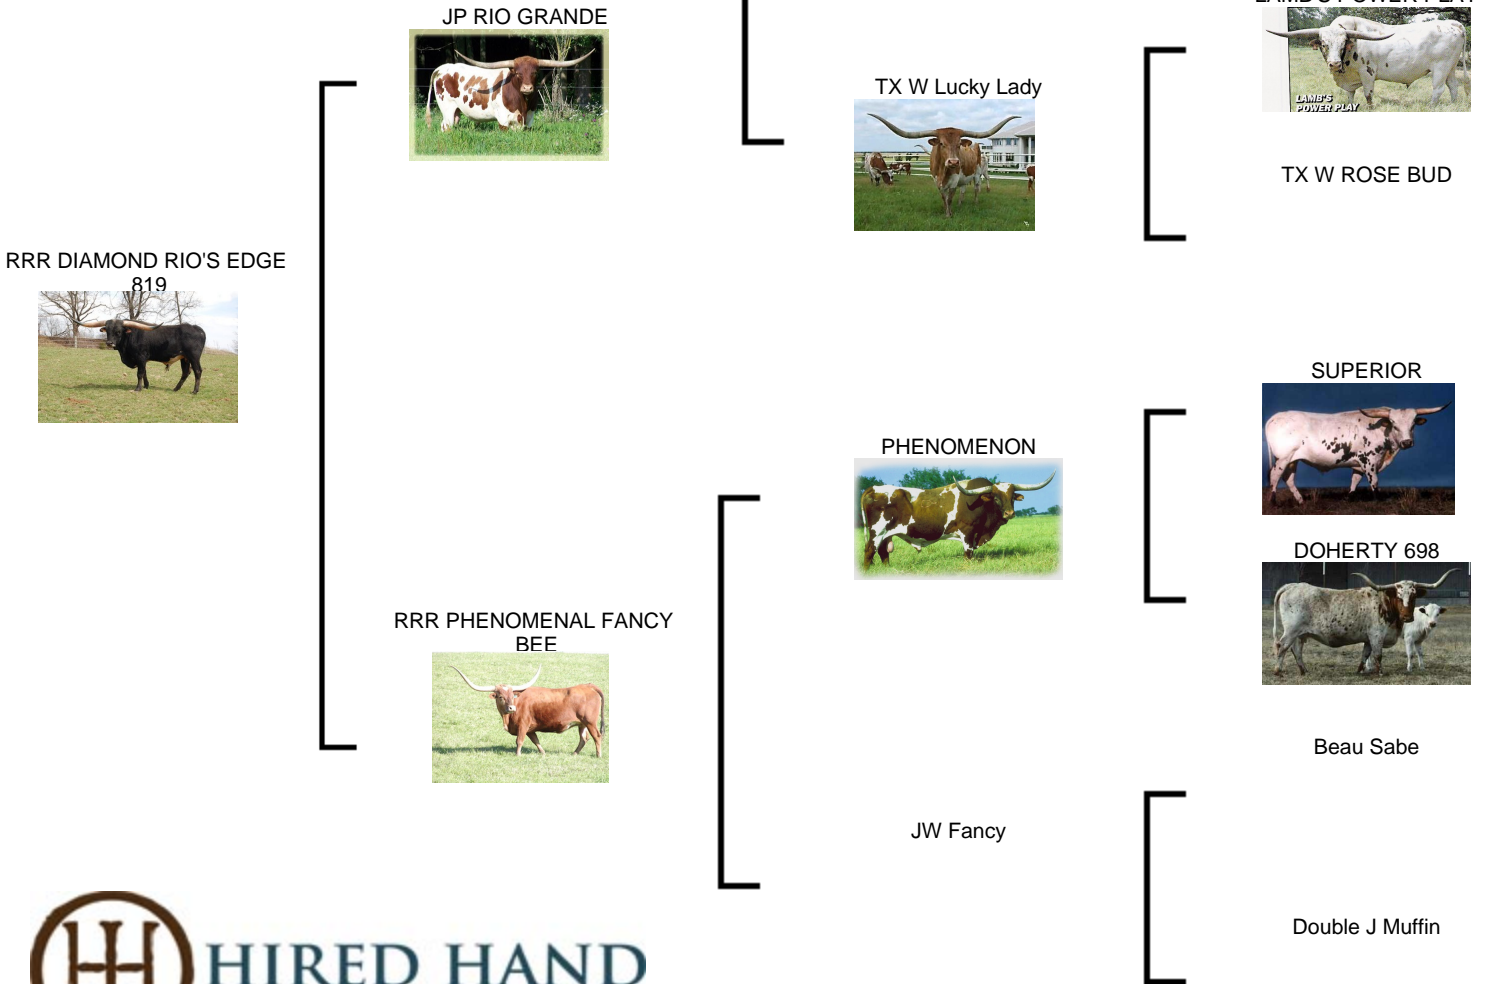 JP RIO GRANDE
TX W Lucky Lady
LAMB'S
POWER PLAY
TX W ROSE BUD
RRR DIAMOND RIO'S EDGE
819
SUPERIOR
PHENOMENON
DOHERTY 698
RRR PHENOMENAL FANCY
BEE
Beau Sabe
JW Fancy
Double J Muffin
HH HIRED HAND